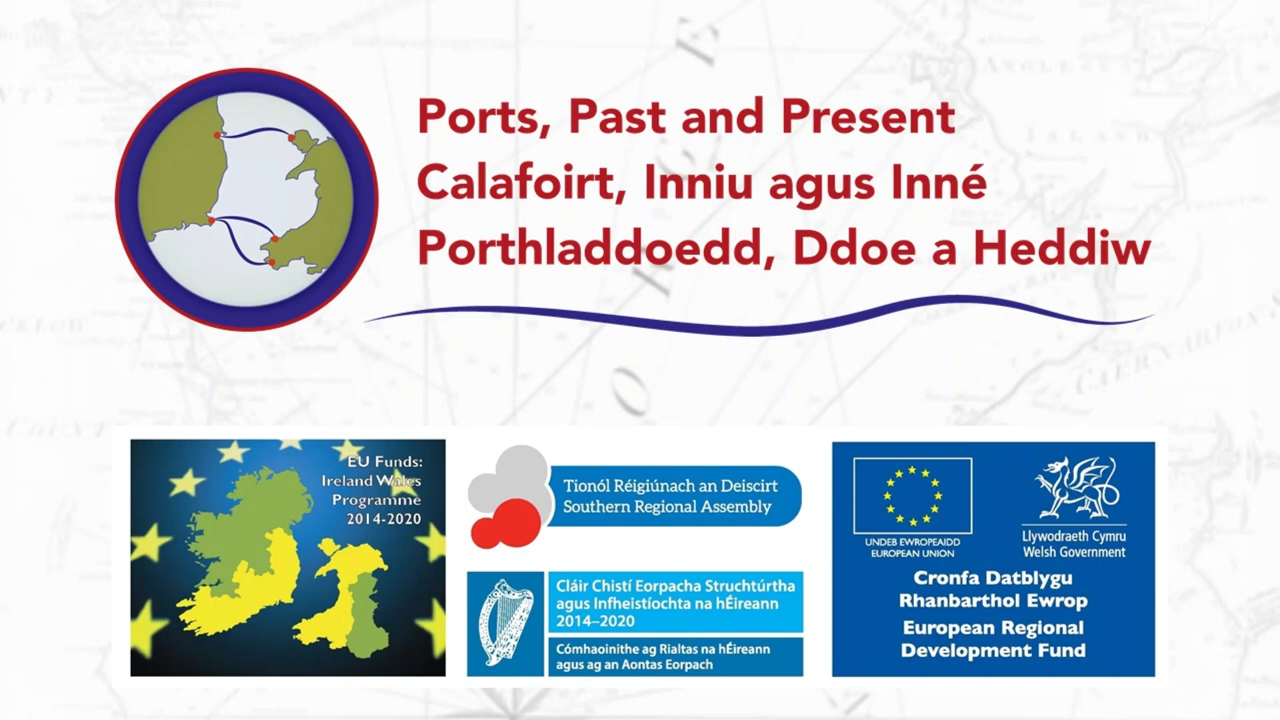 Ports, Past and Present
Calafoirt, Inniu agus Inné
Porthladdoedd, Ddoe a Heddiw
EU Funds:
Ireland Wales
Programme
2014-2020
Tionól Réigiúnach an Deiscirt
Southern Regional Assembly
Cláir Chistí Eorpacha Struchtúrtha
agus Infheistíochta na hÉireann
2014–2020
Cómhaoinithe ag Rialtas na hÉireann
agus ag an Aontas Eorpach
UNDEB EWROPEAIDD
EUROPEAN UNION
Llywodraeth Cymru
Welsh Government
Cronfa Datblygu
Rhanbarthol Ewrop
European Regional
Development Fund